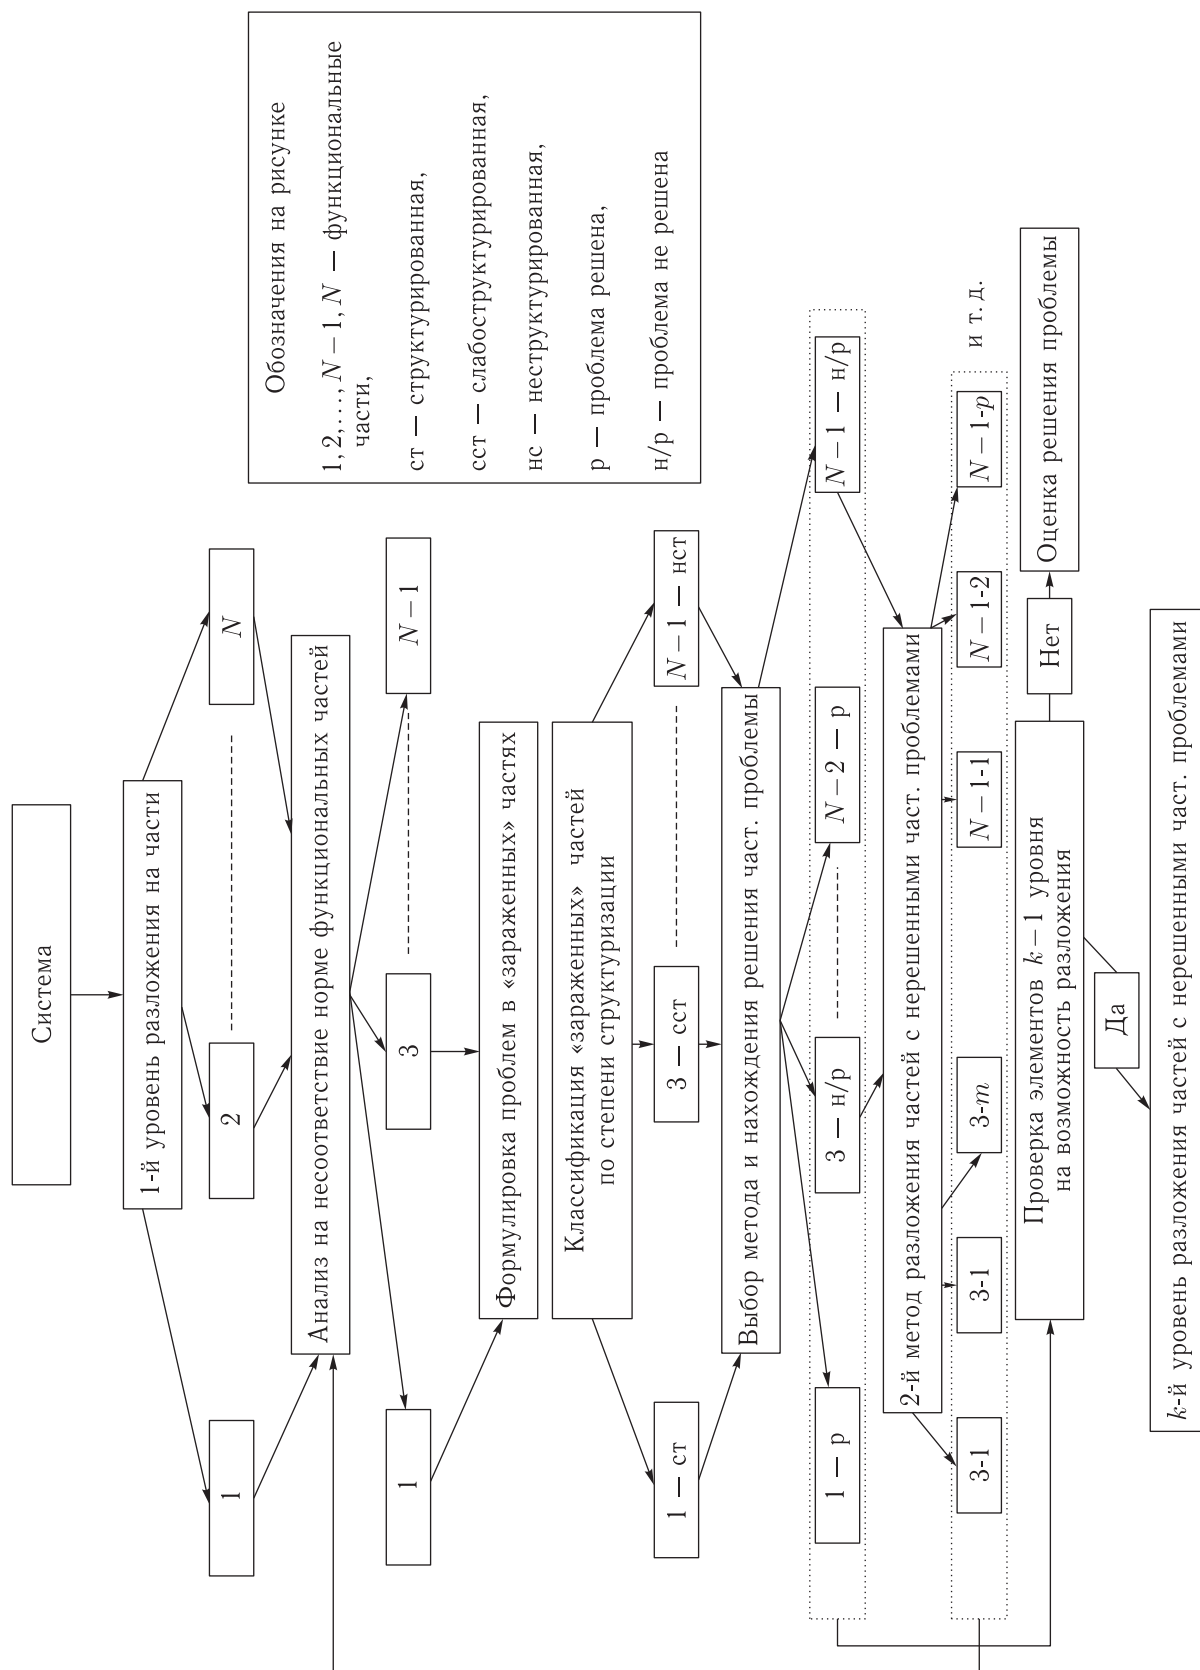 Система
1-й уровень разложения на части
1
2
N
Анализ на несоответствие норме функциональных частей
1
3
N − 1
Формулировка проблем в «зараженных» частях
Классификация «зараженных» частей
по степени структуризации
1 — ст
3 — сст
N − 1 — нст
Выбор метода и нахождения решения част. проблемы
1 — р
3 — н/р
N − 2 — р
N − 1 — н/р
2-й метод разложения частей с нерешенными част. проблемами
3-1
3-1
3-m
N − 1-1
N − 1-2
N − 1-p
и т. д.
Проверка элементов k − 1 уровня
на возможность разложения
Нет
Оценка решения проблемы
Да
k-й уровень разложения частей с нерешенными част. проблемами
Обозначения на рисунке
1, 2, ..., N − 1, N — функциональные
части,
ст — структурированная,
сст — слабоструктурированная,
нс — неструктурированная,
р — проблема решена,
н/р — проблема не решена